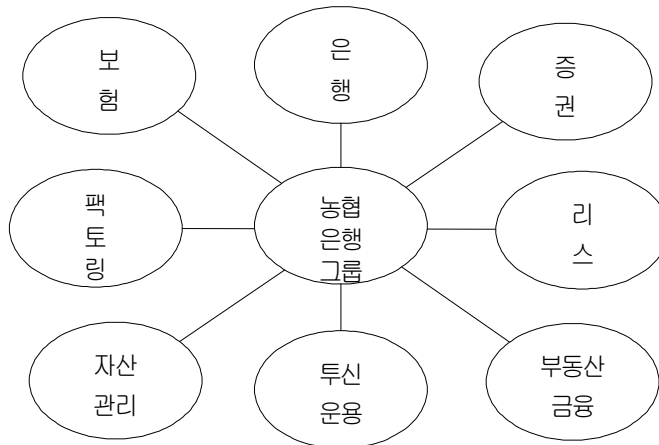 보
험
은
행
증
권
팩
토
링
농협
은행
그룹
리
스
자산
관리
투신
운용
부동산
금융